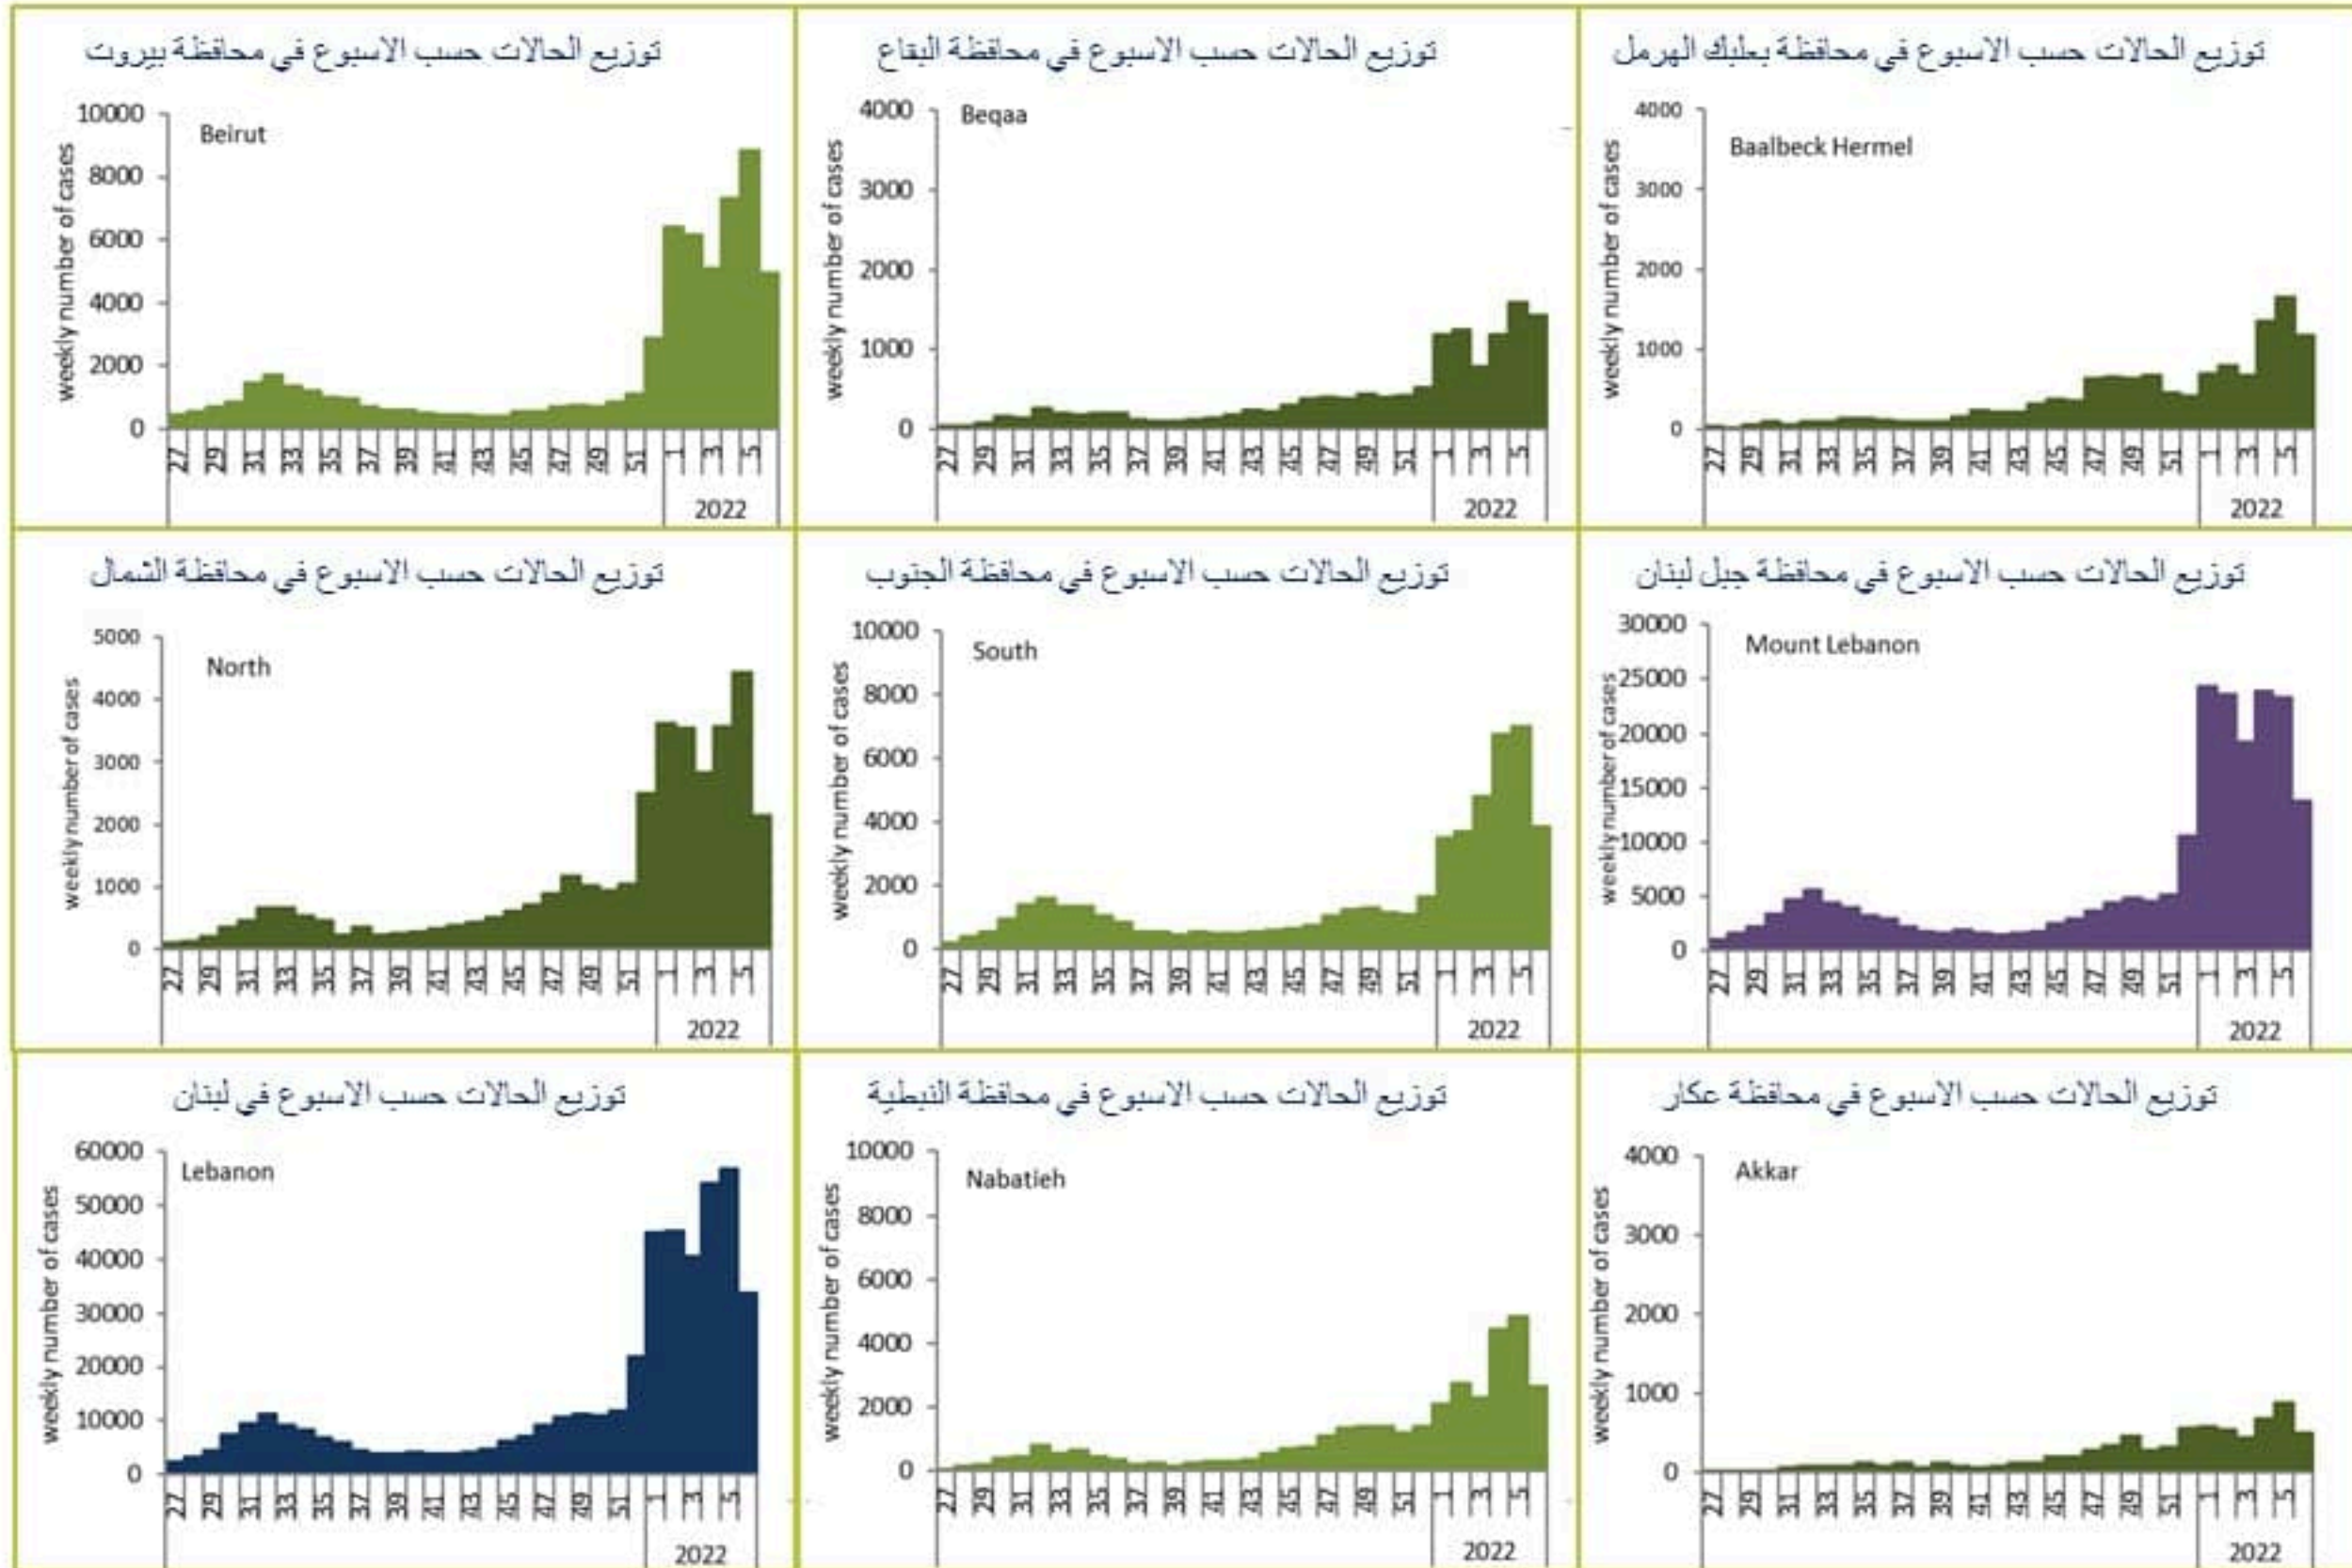 توزيع الحالات حسب الاسبوع في محافظة بيروت
10000
8000
6000
4000
2000
0
weekly number of cases
Beirut
27 29 31 33 35 37 39 41 43 45 47 49 51 1 3 5
2022
توزيع الحالات حسب الاسبوع في محافظة البقاع
4000
3000
2000
1000
0
weekly number of cases
Beqaa
27 29 31 33 35 37 39 41 43 45 47 49 51 1 3 5
2022
توزيع الحالات حسب الاسبوع في محافظة بعلبك الهرمل
4000
3000
2000
1000
0
weekly number of cases
Baalbeck Hermel
27 29 31 33 35 37 39 41 43 45 47 49 51 1 3 5
2022
توزيع الحالات حسب الاسبوع في محافظة الشمال
5000
4000
3000
2000
1000
0
weekly number of cases
North
27 29 31 33 35 37 39 41 43 45 47 49 51 1 3 5
2022
توزيع الحالات حسب الاسبوع في محافظة الجنوب
10000
8000
6000
4000
2000
0
weekly number of cases
South
27 29 31 33 35 37 39 41 43 45 47 49 51 1 3 5
2022
توزيع الحالات حسب الاسبوع في محافظة جبل لبنان
30000
25000
20000
15000
10000
5000
0
weekly number of cases
Mount Lebanon
27 29 31 33 35 37 39 41 43 45 47 49 51 1 3 5
2022
توزيع الحالات حسب الاسبوع في لبنان
60000
50000
40000
30000
20000
10000
0
weekly number of cases
Lebanon
27 29 31 33 35 37 39 41 43 45 47 49 51 1 3 5
2022
توزيع الحالات حسب الاسبوع في محافظة النبطية
10000
8000
6000
4000
2000
0
weekly number of cases
Nabatieh
27 29 31 33 35 37 39 41 43 45 47 49 51 1 3 5
2022
توزيع الحالات حسب الاسبوع في محافظة عكار
4000
3000
2000
1000
0
weekly number of cases
Akkar
27 29 31 33 35 37 39 41 43 45 47 49 51 1 3 5
2022